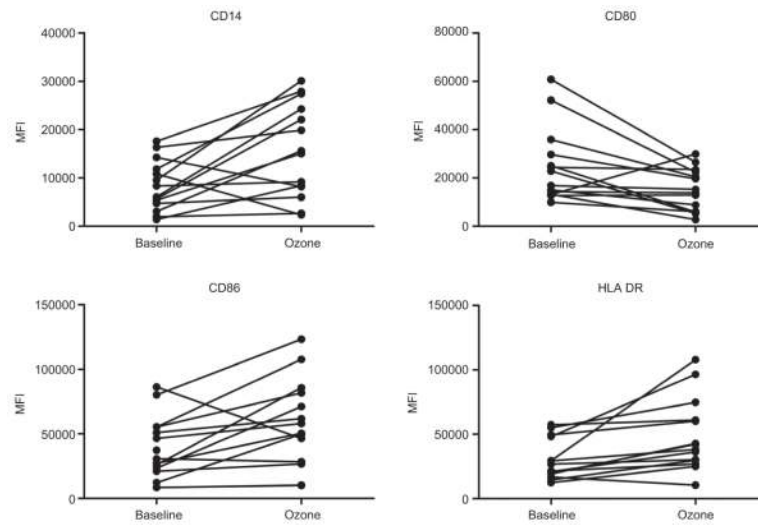 CD14
40000
30000
20000
10000
0
MFI
Baseline Ozone
CD80
80000
60000
40000
20000
0
MFI
Baseline Ozone
CD86
150000
100000
50000
0
MFI
Baseline Ozone
HLA DR
150000
100000
50000
0
MFI
Baseline Ozone